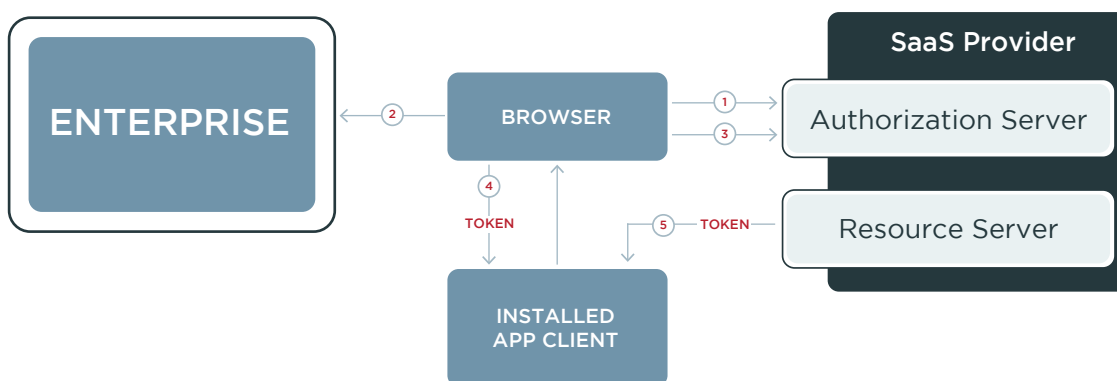 SaaS Provider
ENTERPRISE
2
BROWSER
1
3
Authorization Server
4
TOKEN
5
TOKEN
Resource Server
INSTALLED
APP CLIENT